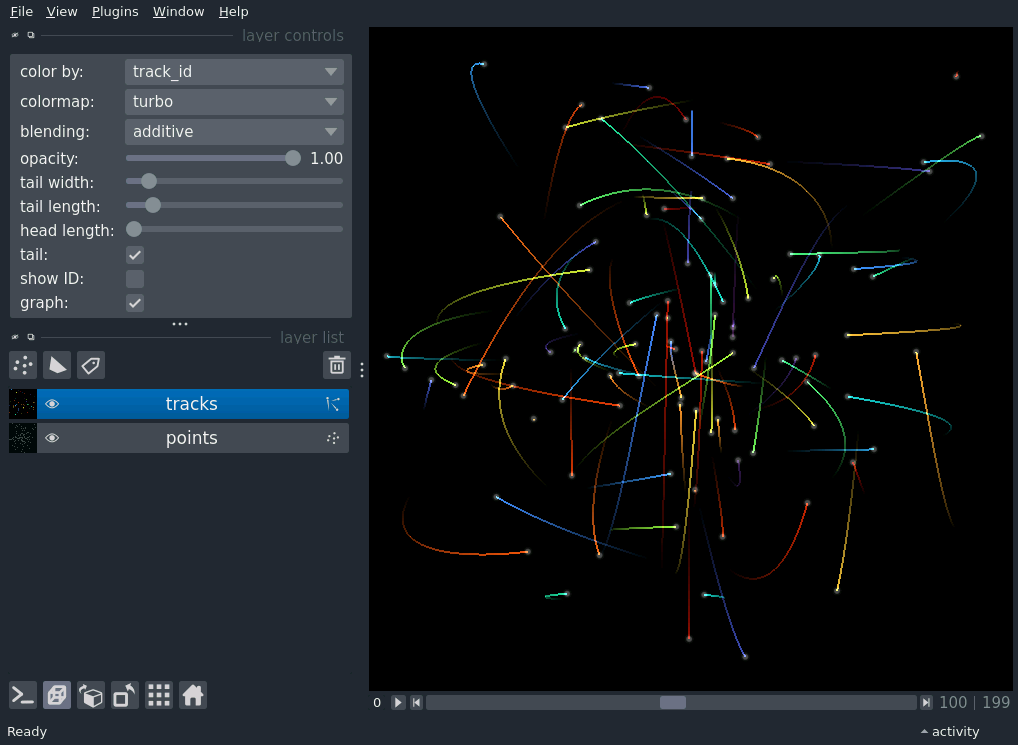 File View Plugins Window Help
layer controls
color by: track_id
colormap: turbo
blending: additive
opacity: 1.00
tail width:
tail length:
head length:
tail:
show ID:
graph:
layer list
tracks
points
0 100 | 199
Ready activity